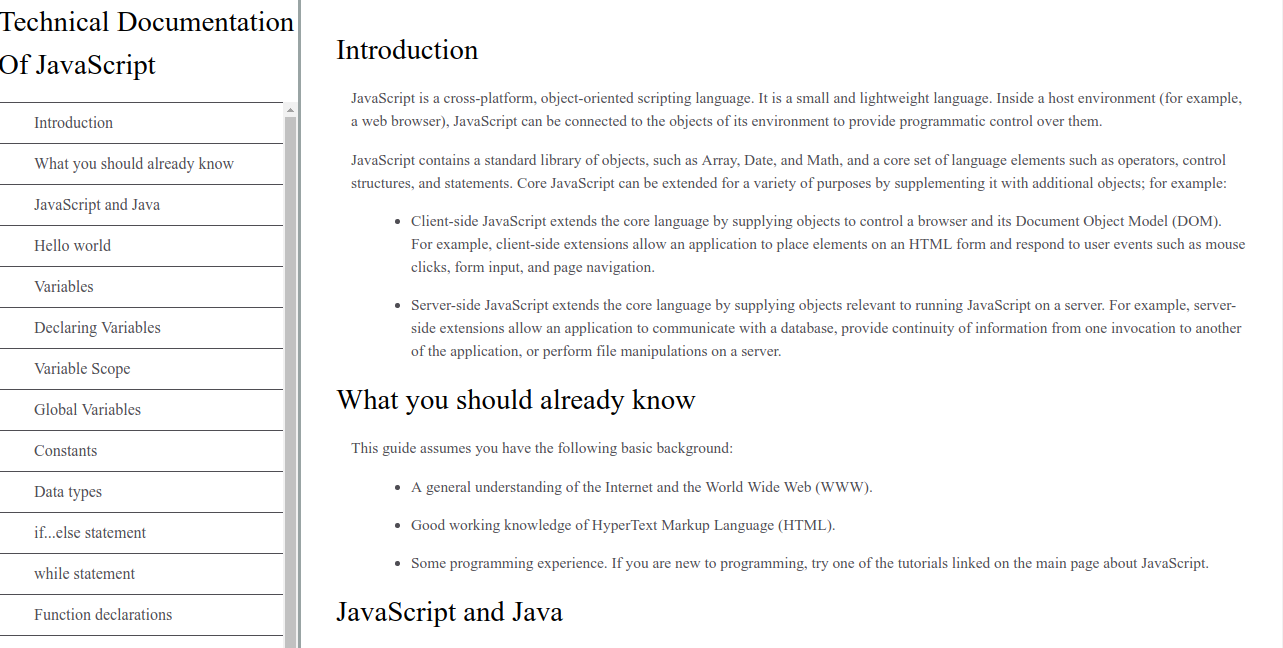 Technical Documentation
Of JavaScript
Introduction
What you should already know
JavaScript and Java
Hello world
Variables
Declaring Variables
Variable Scope
Global Variables
Constants
Data types
if...else statement
while statement
Function declarations
Introduction
JavaScript is a cross-platform, object-oriented scripting language. It is a small and lightweight language. Inside a host environment (for example,
a web browser), JavaScript can be connected to the objects of its environment to provide programmatic control over them.
JavaScript contains a standard library of objects, such as Array, Date, and Math, and a core set of language elements such as operators, control
structures, and statements. Core JavaScript can be extended for a variety of purposes by supplementing it with additional objects; for example:
• Client-side JavaScript extends the core language by supplying objects to control a browser and its Document Object Model (DOM).
For example, client-side extensions allow an application to place elements on an HTML form and respond to user events such as mouse
clicks, form input, and page navigation.
• Server-side JavaScript extends the core language by supplying objects relevant to running JavaScript on a server. For example, server-
side extensions allow an application to communicate with a database, provide continuity of information from one invocation to another
of the application, or perform file manipulations on a server.
What you should already know
This guide assumes you have the following basic background:
• A general understanding of the Internet and the World Wide Web (WWW).
• Good working knowledge of HyperText Markup Language (HTML).
• Some programming experience. If you are new to programming, try one of the tutorials linked on the main page about JavaScript.
JavaScript and Java